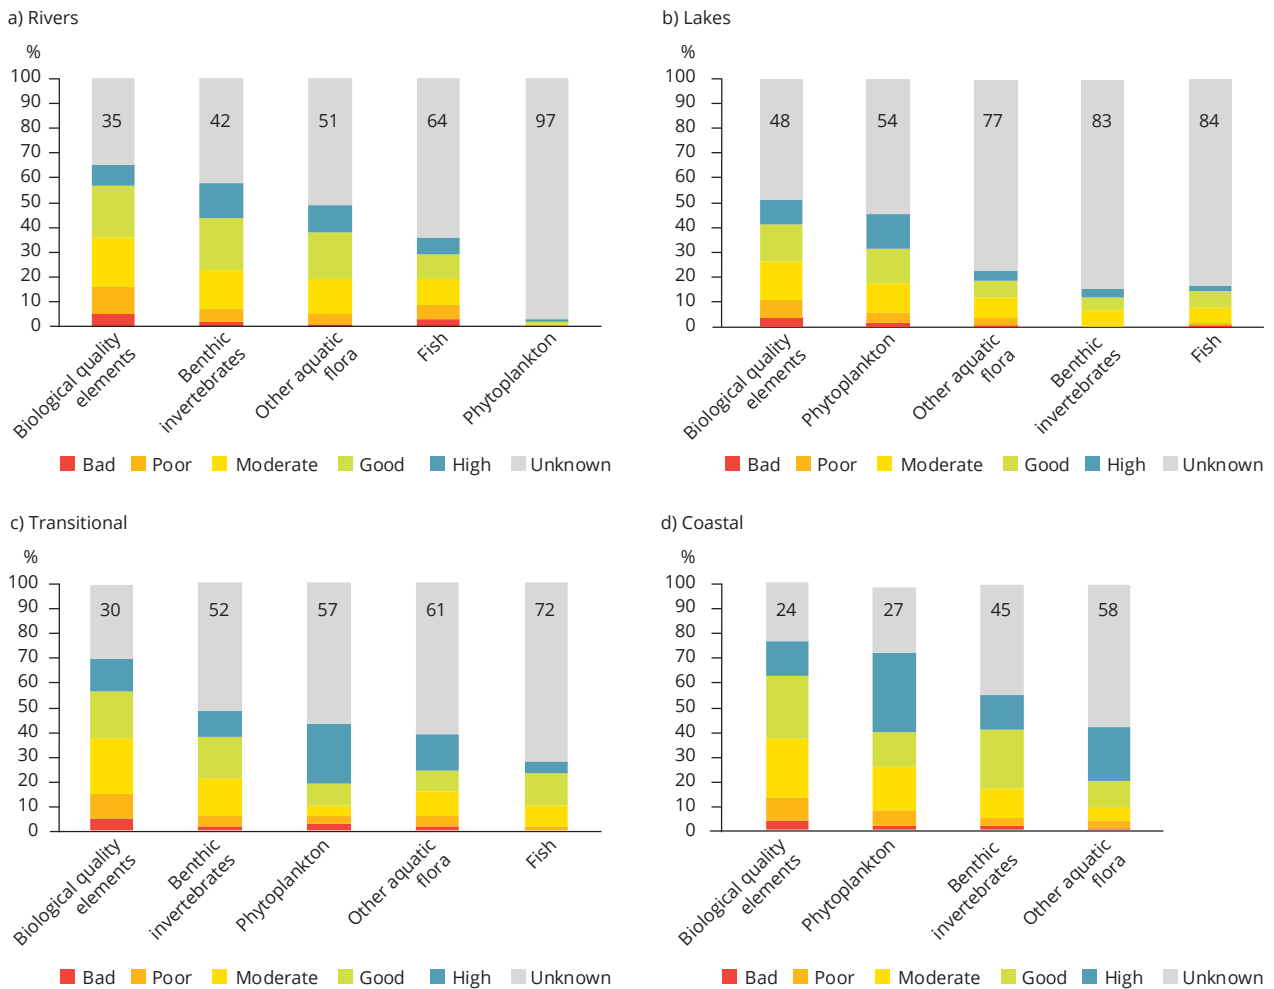 a) Rivers
%
100
90
80
70
60
50
40
30
20
10
0
35
42
51
64
97
Biological quality
elements
Benthic
invertebrates
Other aquatic
flora
Fish
Phytoplankton
Bad Poor Moderate Good High Unknown
b) Lakes
%
100
90
80
70
60
50
40
30
20
10
0
48
54
77
83
84
Biological quality
elements
Phytoplankton
Other aquatic
flora
Benthic
invertebrates
Fish
Bad Poor Moderate Good High Unknown
c) Transitional
%
100
90
80
70
60
50
40
30
20
10
0
30
52
57
61
72
Biological quality
elements
Benthic
invertebrates
Phytoplankton
Other aquatic
flora
Fish
Bad Poor Moderate Good High Unknown
d) Coastal
%
100
90
80
70
60
50
40
30
20
10
0
24
27
45
58
Biological quality
elements
Phytoplankton
Benthic
invertebrates
Other aquatic
flora
Bad Poor Moderate Good High Unknown